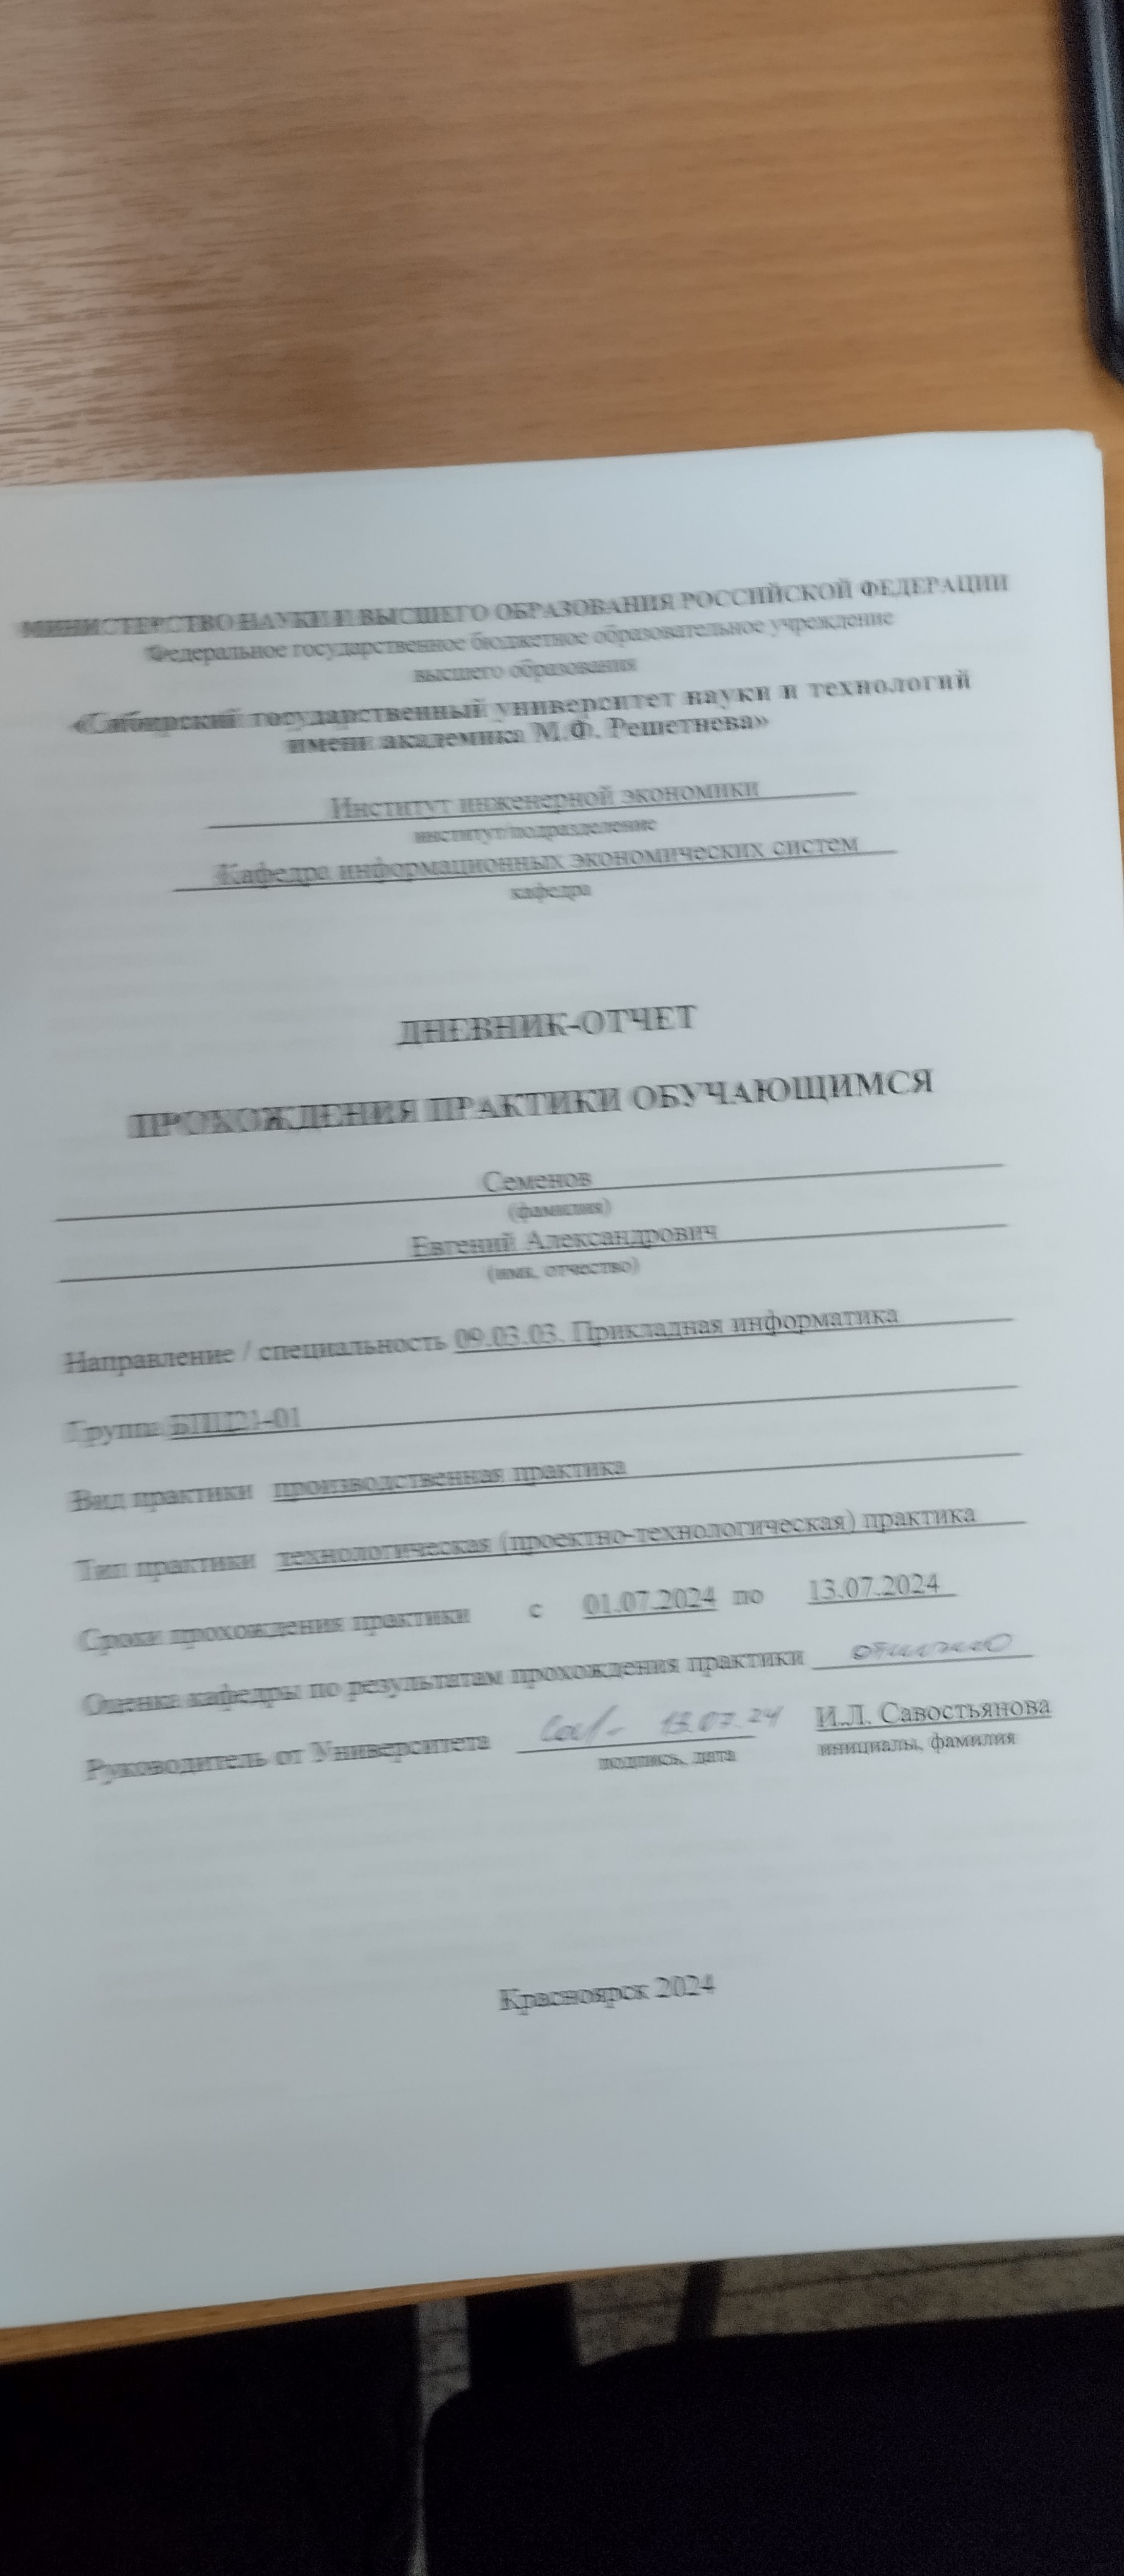 МИНИСТЕРСТВО НАУКИ И ВЫСШЕГО ОБРАЗОВАНИЯ РОССИЙСКОЙ ФЕДЕРАЦИИ
Федеральное государственное бюджетное образовательное учреждение
высшего образования
«Сибирский государственный университет науки и технологий
имени академика М.Ф. Решетнева»
Институт инженерной экономики
институт/подразделение
Кафедра информационных экономических систем
кафедра
ДНЕВНИК-ОТЧЕТ
ПРОХОЖДЕНИЯ ПРАКТИКИ ОБУЧАЮЩИМСЯ
Семенов
(фамилия)
Евгений Александрович
(имя, отчество)
Направление / специальность 09.03.03. Прикладная информатика
Группа
Вид практики производственная практика
Тип практики технологическая (проектно-технологическая) практика
Сроки прохождения практики с 01.07.2024 по 13.07.2024
Оценка кафедры по результатам прохождения практики отлично
Руководитель от Университета 13.07.24 И.Л. Савостьянова
подпись, дата инициалы, фамилия
Красноярск 2024